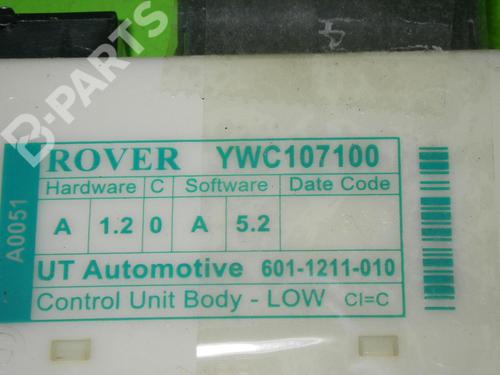 B-PARTS
A0051
ROVER YWC107100
Hardware C Software Date Code
A 1.2 0 A 5.2
UT Automotive 601-1211-010
Control Unit Body - LOW CI=C